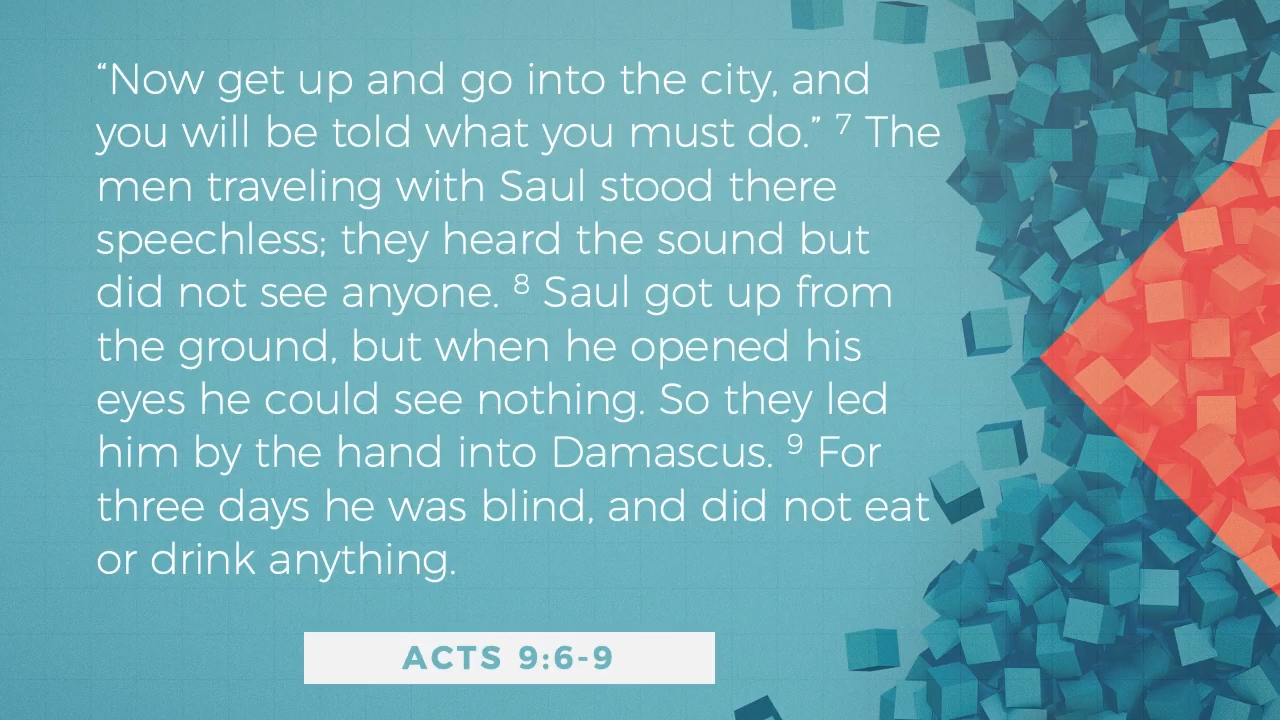 “Now get up and go into the city, and
you will be told what you must do.” ⁷ The
men traveling with Saul stood there
speechless; they heard the sound but
did not see anyone. ⁸ Saul got up from
the ground, but when he opened his
eyes he could see nothing. So they led
him by the hand into Damascus. ⁹ For
three days he was blind, and did not eat
or drink anything.
ACTS 9:6-9